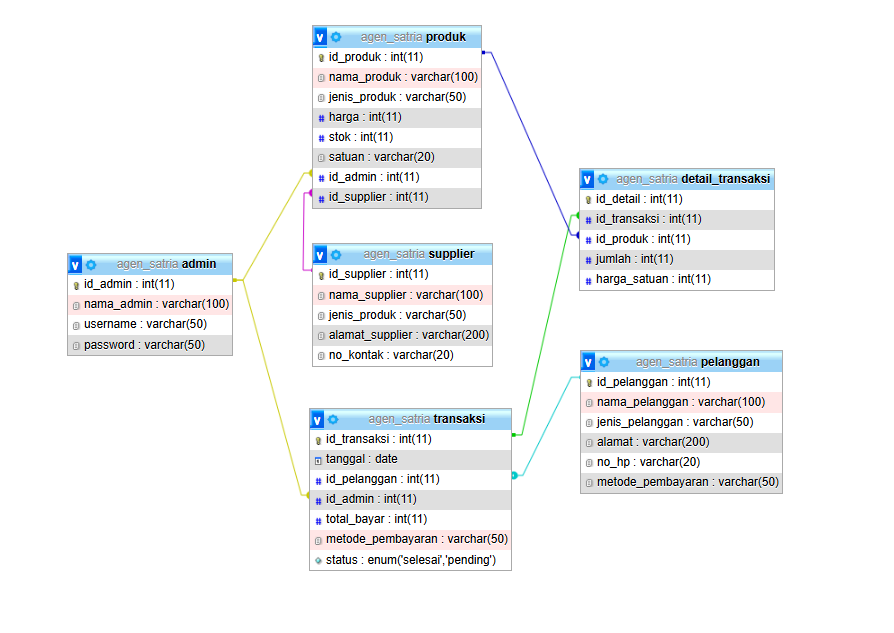 agen_satria produk
id_produk : int(11)
nama_produk : varchar(100)
jenis_produk : varchar(50)
harga : int(11)
stok : int(11)
satuan : varchar(20)
id_admin : int(11)
id_supplier : int(11)
agen_satria detail_transaksi
id_detail : int(11)
id_transaksi : int(11)
id_produk : int(11)
jumlah : int(11)
harga_satuan : int(11)
agen_satria admin
id_admin : int(11)
nama_admin : varchar(100)
username : varchar(50)
password : varchar(50)
agen_satria supplier
id_supplier : int(11)
nama_supplier : varchar(100)
jenis_produk : varchar(50)
alamat_supplier : varchar(200)
no_kontak : varchar(20)
agen_satria pelanggan
id_pelanggan : int(11)
nama_pelanggan : varchar(100)
jenis_pelanggan : varchar(50)
alamat : varchar(200)
no_hp : varchar(20)
metode_pembayaran : varchar(50)
agen_satria transaksi
id_transaksi : int(11)
tanggal : date
id_pelanggan : int(11)
id_admin : int(11)
total_bayar : int(11)
metode_pembayaran : varchar(50)
status : enum('selesai','pending')